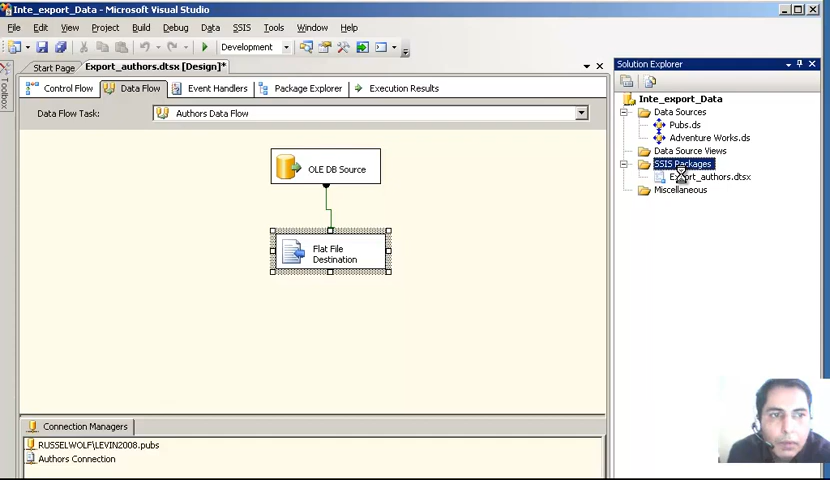 Inte_export_Data - Microsoft Visual Studio
File Edit View Project Build Debug Data SSIS Tools Window Help
Development
Start Page Export_authors.dtsx [Design]*
Toolbox
Control Flow Data Flow Event Handlers Package Explorer Execution Results
Data Flow Task: Authors Data Flow
OLE DB Source
Flat File
Destination
Connection Managers
RUSSELWOLF\LEVIN2008.pubs
Authors Connection
Solution Explorer
Inte_export_Data
Data Sources
Pubs.ds
Adventure Works.ds
Data Source Views
SSIS Packages
Export_authors.dtsx
Miscellaneous